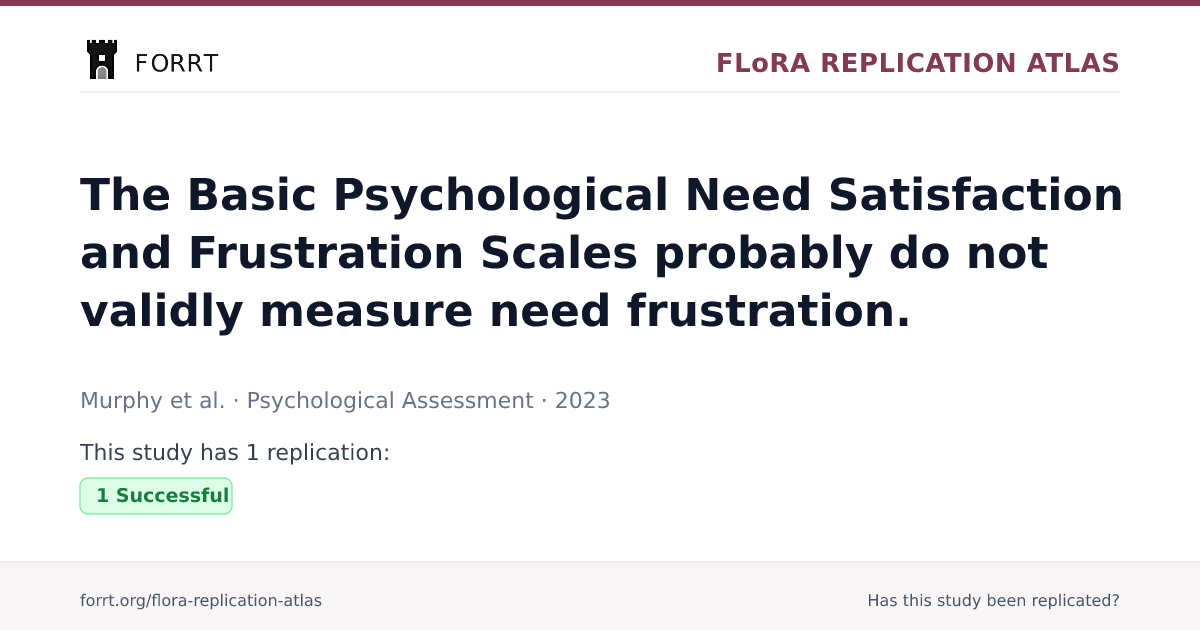 FORRT
FLoRA REPLICATION ATLAS
The Basic Psychological Need Satisfaction
and Frustration Scales probably do not
validly measure need frustration.
Murphy et al. · Psychological Assessment · 2023
This study has 1 replication:
1 Successful
forrt.org/flora-replication-atlas
Has this study been replicated?